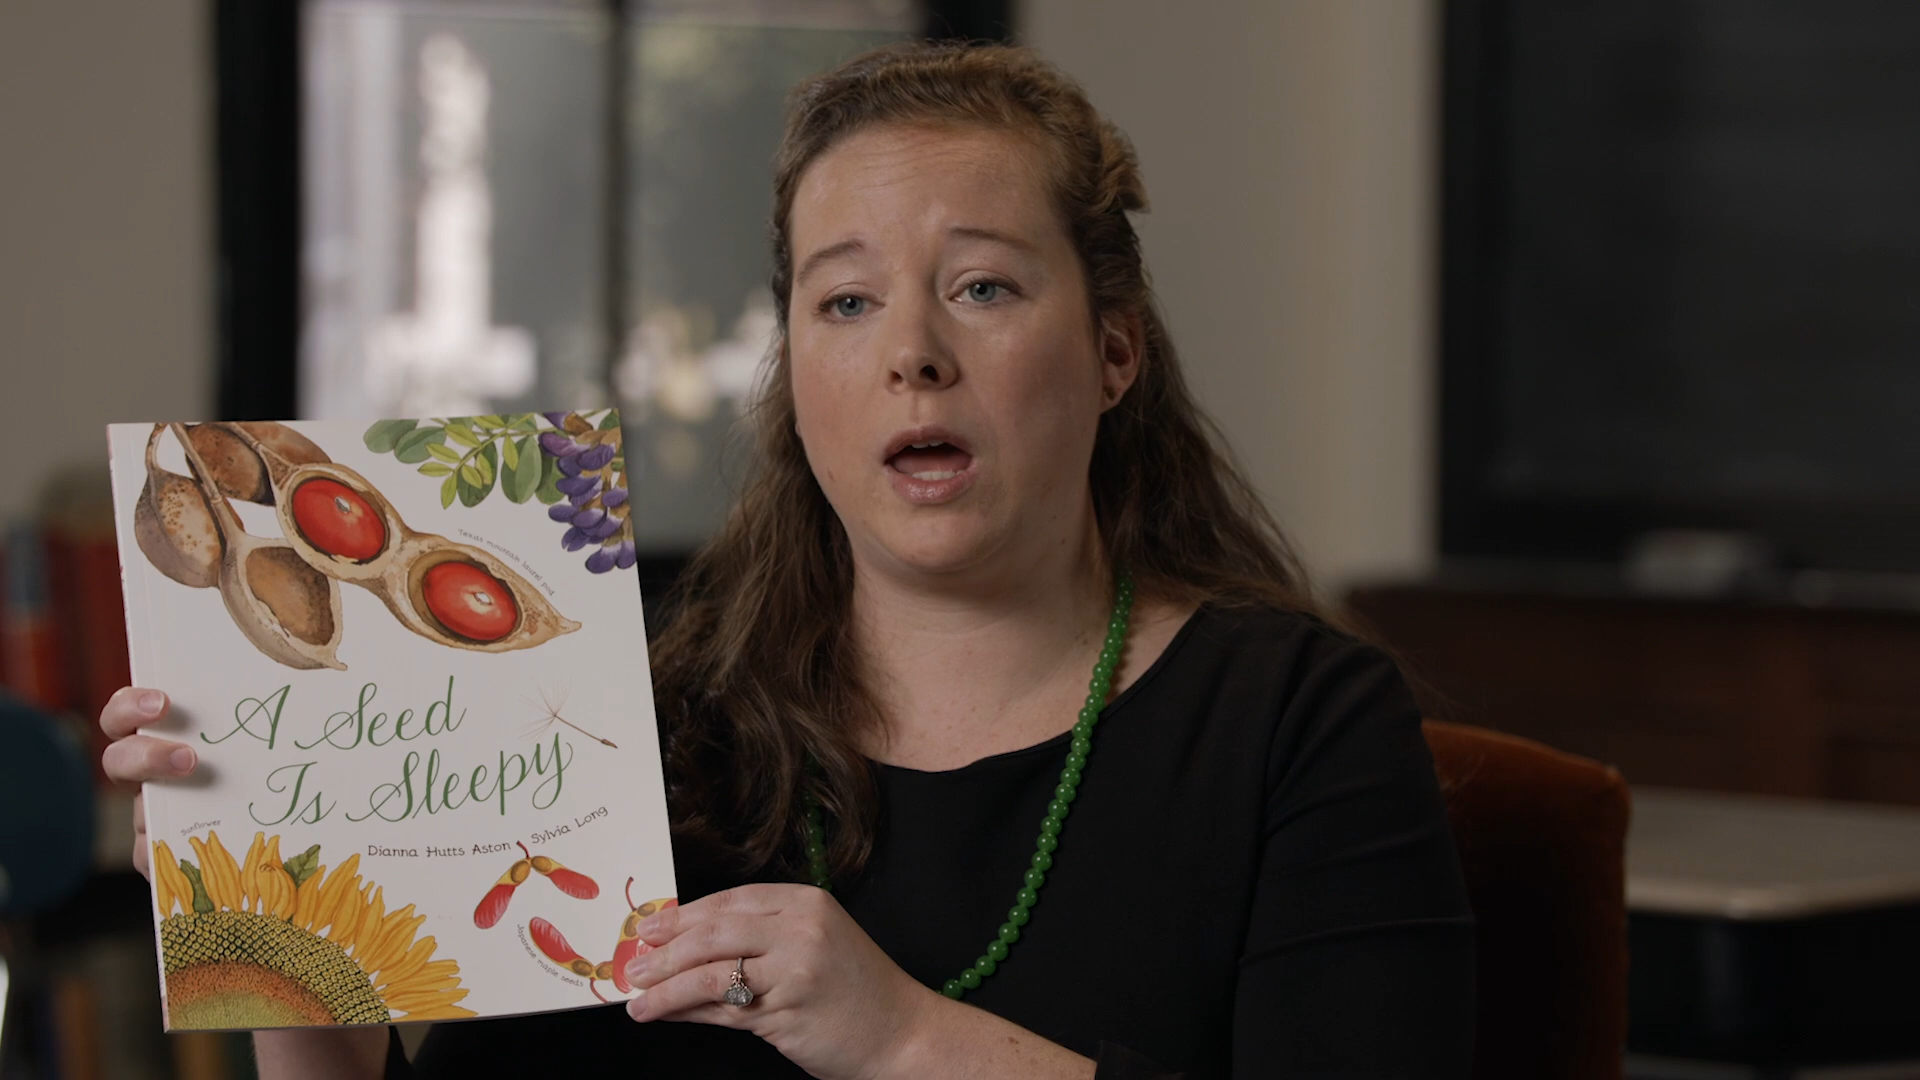 Texas mountain laurel pod
A Seed
Is Sleepy
sunflower
Dianna Hutts Aston Sylvia Long
Japanese maple seeds